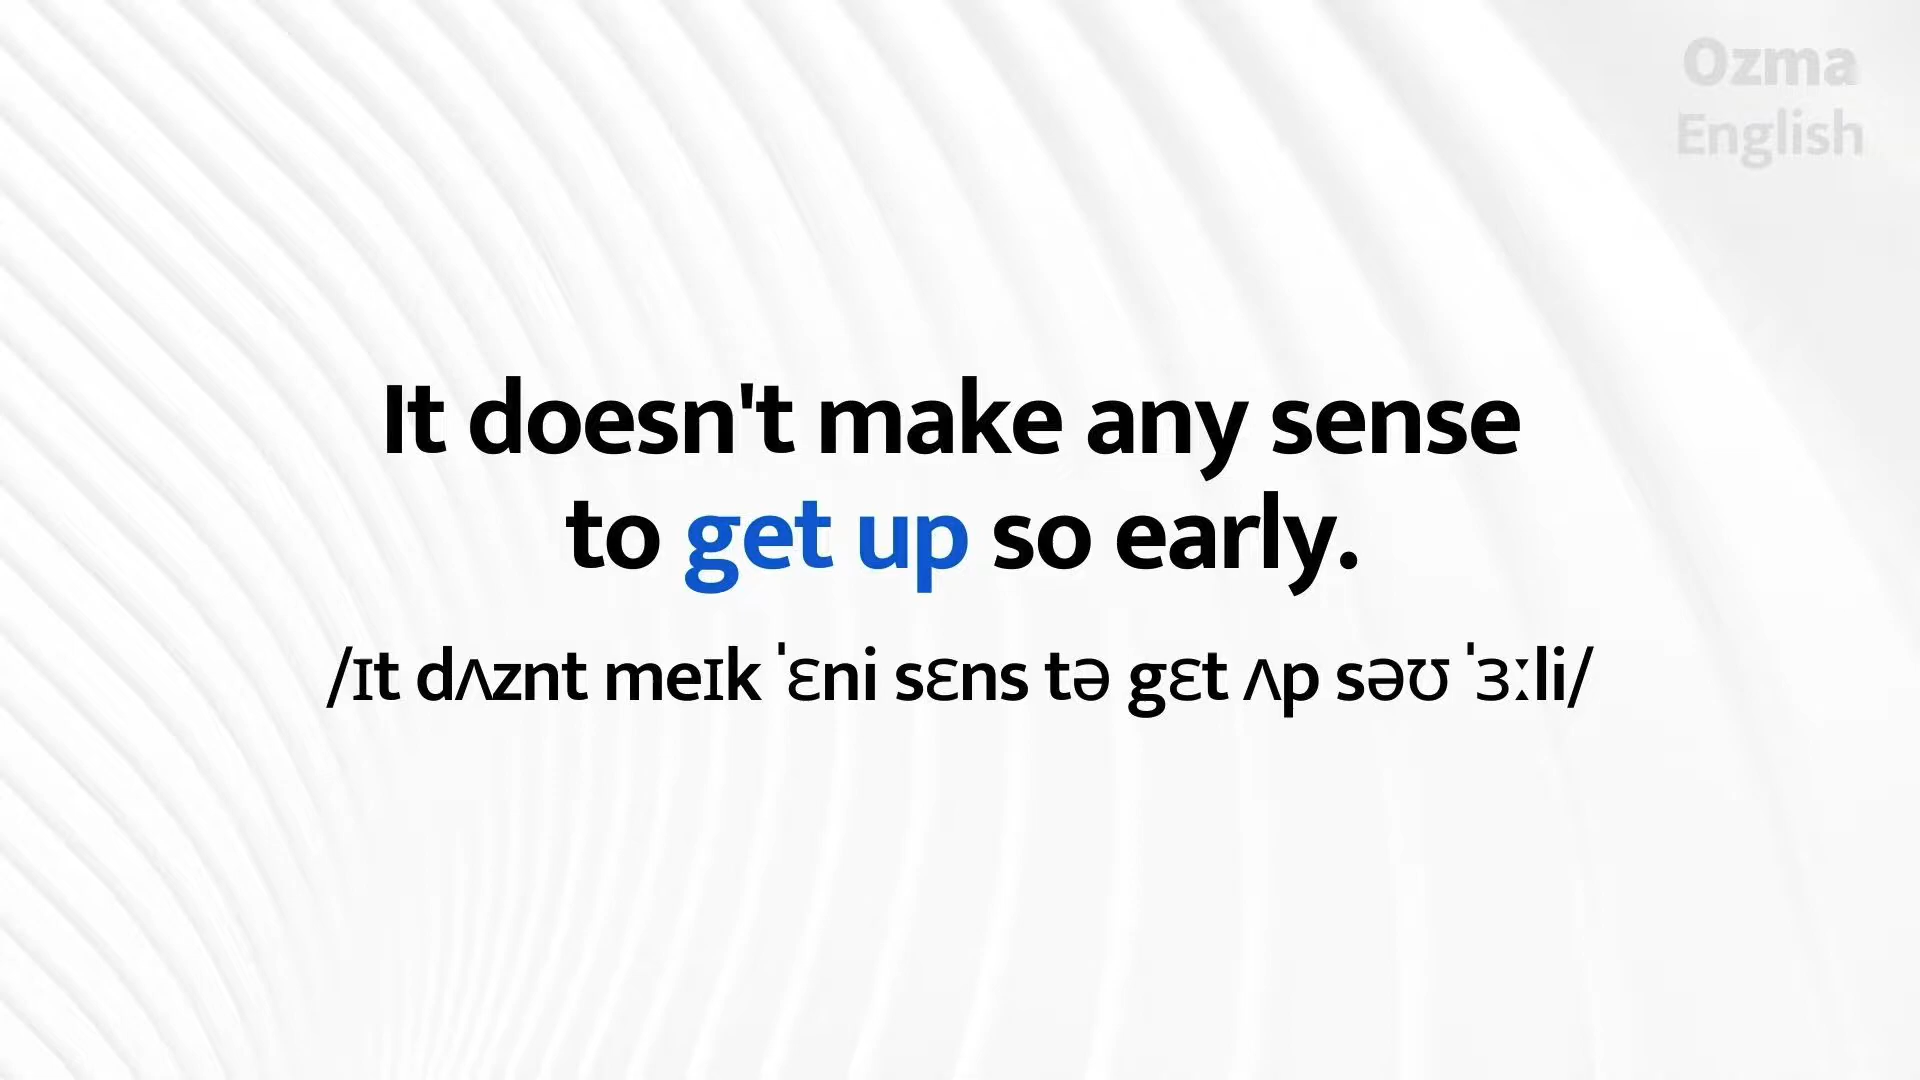 Ozma
English
It doesn't make any sense
to get up so early.
/ɪt dʌznt meɪk ˈɛni sɛns tə gɛt ʌp səʊ ˈɜːli/